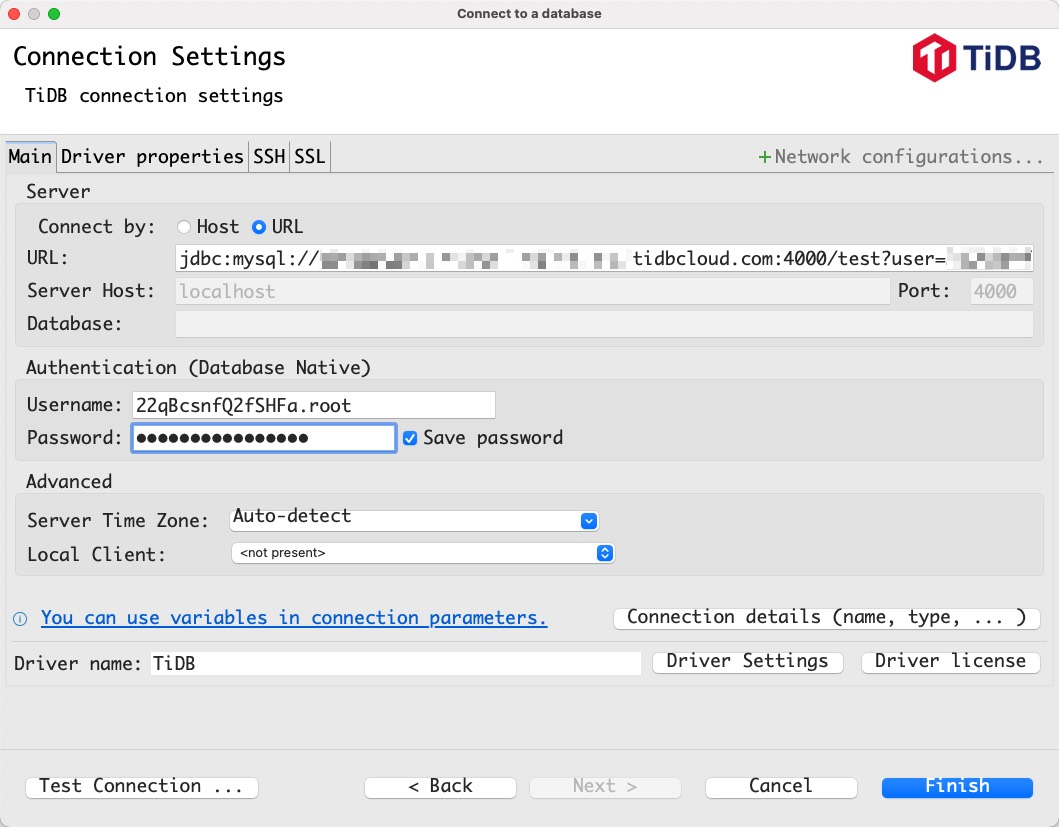 Connect to a database
Connection Settings
TiDB
TiDB connection settings
Main Driver properties SSH SSL +Network configurations...
Server
Connect by: Host URL
URL: jdbc:mysql:// tidbcloud.com:4000/test?user=
Server Host: localhost Port: 4000
Database:
Authentication (Database Native)
Username: 22qBcsnfQ2fSHFa.root
Password: •••••••••••••••• Save password
Advanced
Server Time Zone: Auto-detect
Local Client: <not present>
You can use variables in connection parameters. Connection details (name, type, ... )
Driver name: TiDB Driver Settings Driver license
Test Connection ... < Back Next > Cancel Finish